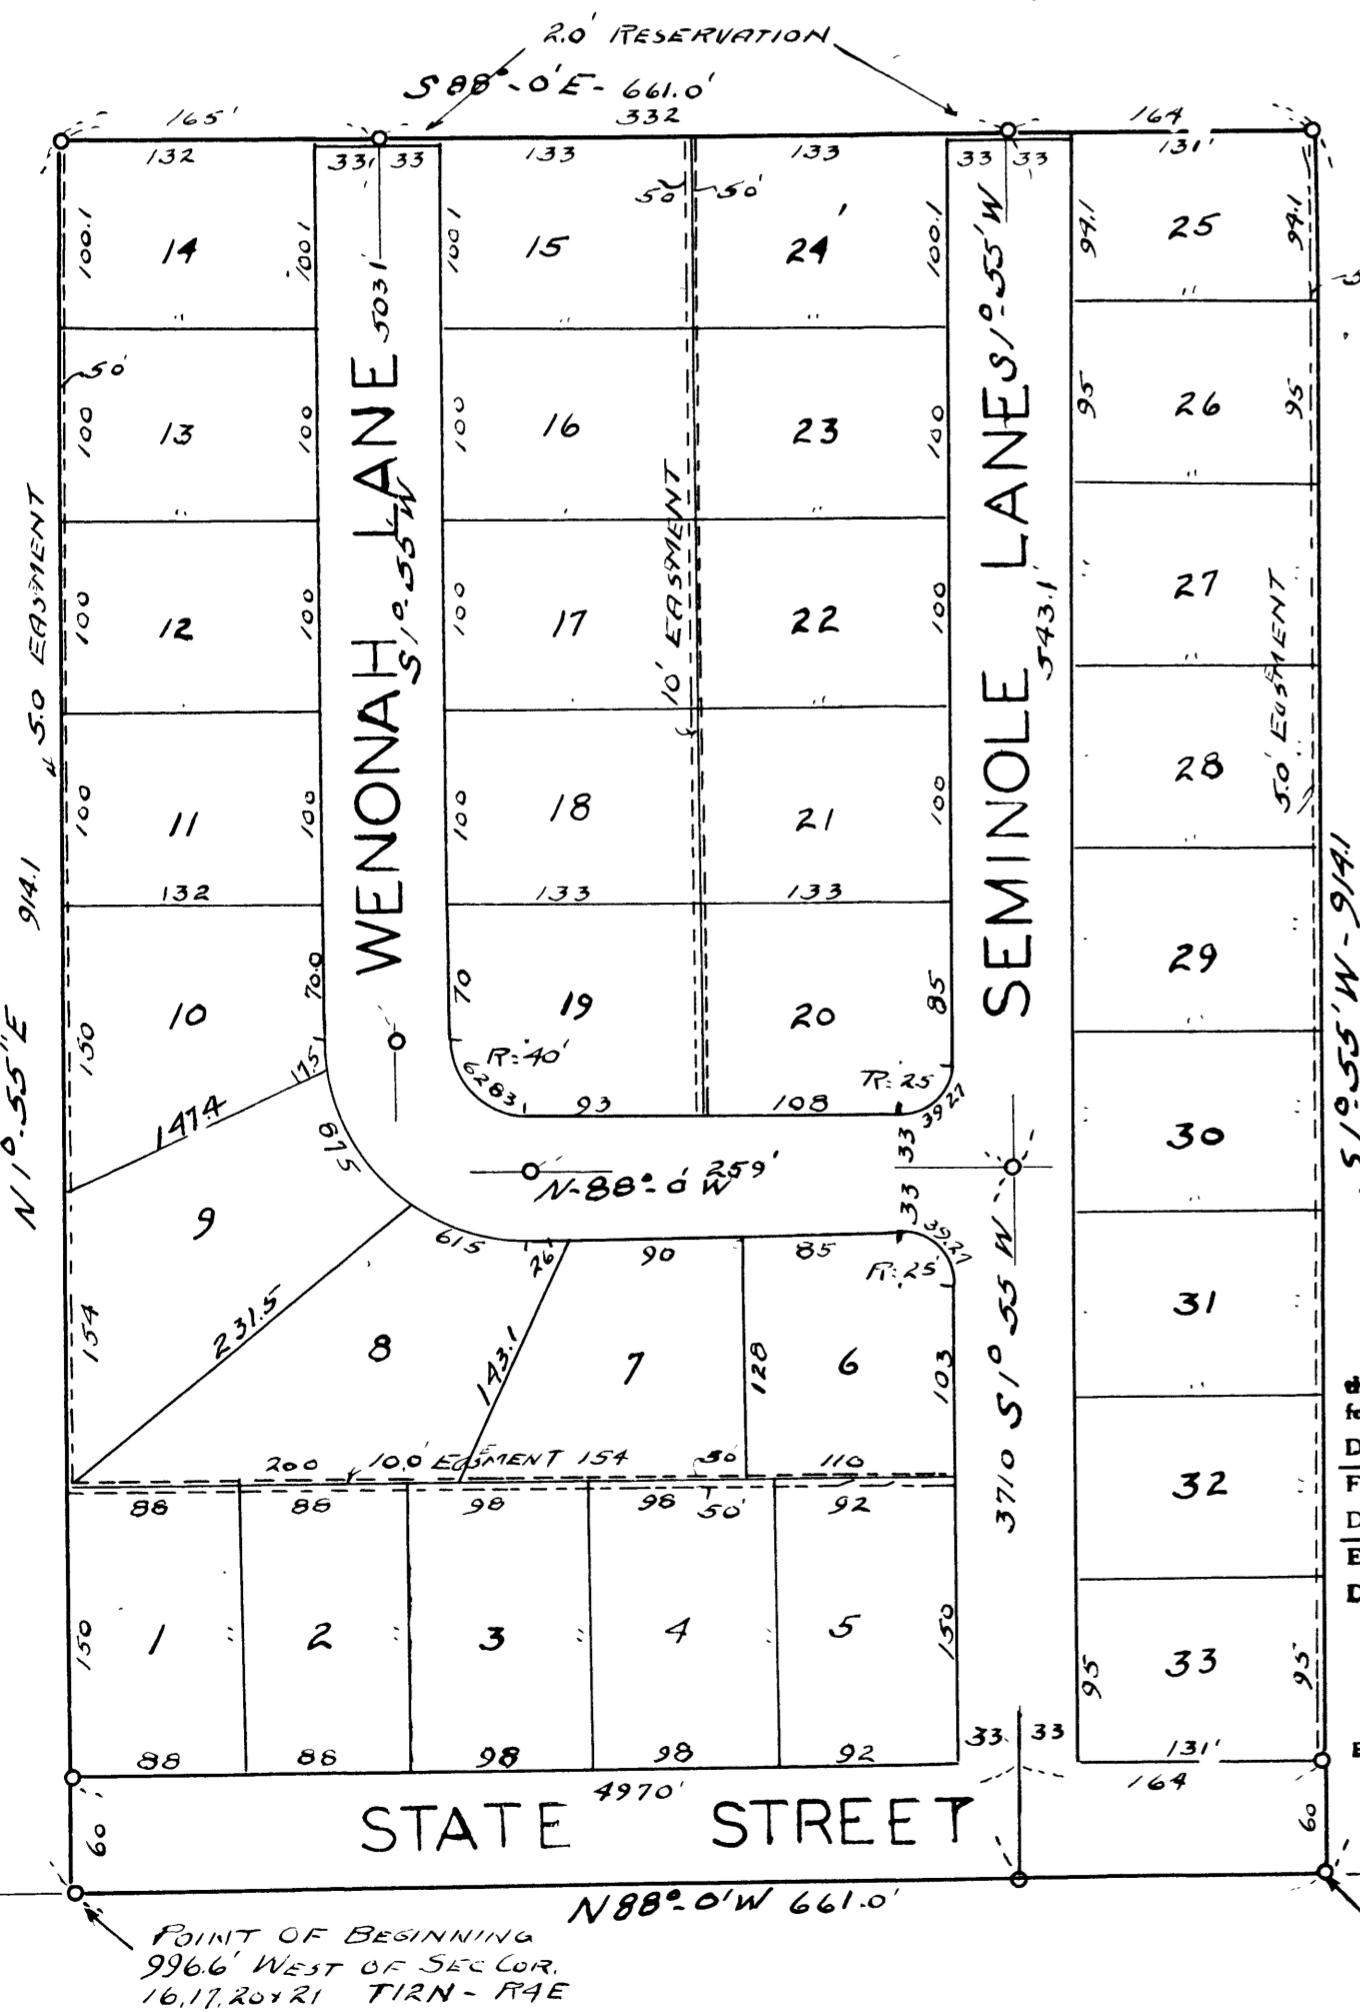 2.0' RESERVATION
S 88°-0'E - 661.0'
165' 332 164
132 33 33 133 133 33 33 131'
50' 50'
100.1 14 100.1 100.1 15 24 100.1 94.1 25 94.1
503' S1°-55'W
50'
100 13 100 100 16 23 100 95 26 95
WENONAH LANE
S1°-55'W
10' EASMENT
SEMINOLE LANE
543.1'
5.0 EASMENT
5.0' EASMENT
100 12 100 100 17 22 100 27
100 11 100 100 18 21 100 28
132 133 133
N 1°-55"E 914.1
S1°-55'W - 914.1
150 10 70.0 70 19 20 85 29
17.5 R=40' R=25
147.4 62.83 93 108 39.27
875 33 30
N-88°-0'W 259'
9 615 26 90 85 33 39.27
R=25'
154 231.5 8 143.1 7 128 6 103 31
3710 S1°55 W
200 10.0' EASMENT 154 50' 110
88 88 98 98 50' 92 32
150 1 2 3 4 5 150 95 33 95
33 33
88 88 98 98 92 131'
4970' 164
60 STATE STREET 60
N88°-0'W 661.0'
POINT OF BEGINNING
996.6' WEST OF SEC COR.
16,17,20&21 T12N - R4E